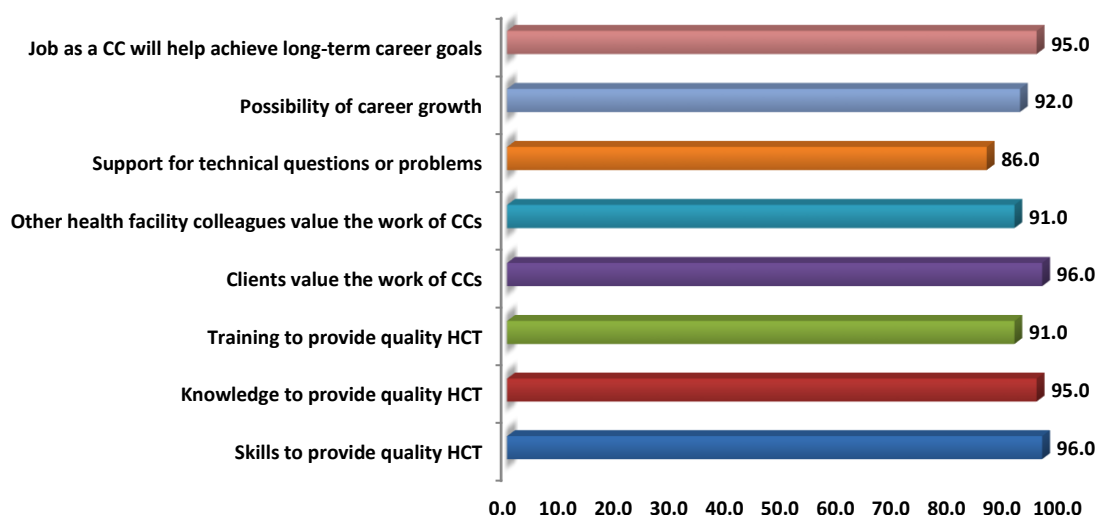 Job as a CC will help achieve long-term career goals 95.0
Possibility of career growth 92.0
Support for technical questions or problems 86.0
Other health facility colleagues value the work of CCs 91.0
Clients value the work of CCs 96.0
Training to provide quality HCT 91.0
Knowledge to provide quality HCT 95.0
Skills to provide quality HCT 96.0
0.0 10.0 20.0 30.0 40.0 50.0 60.0 70.0 80.0 90.0 100.0